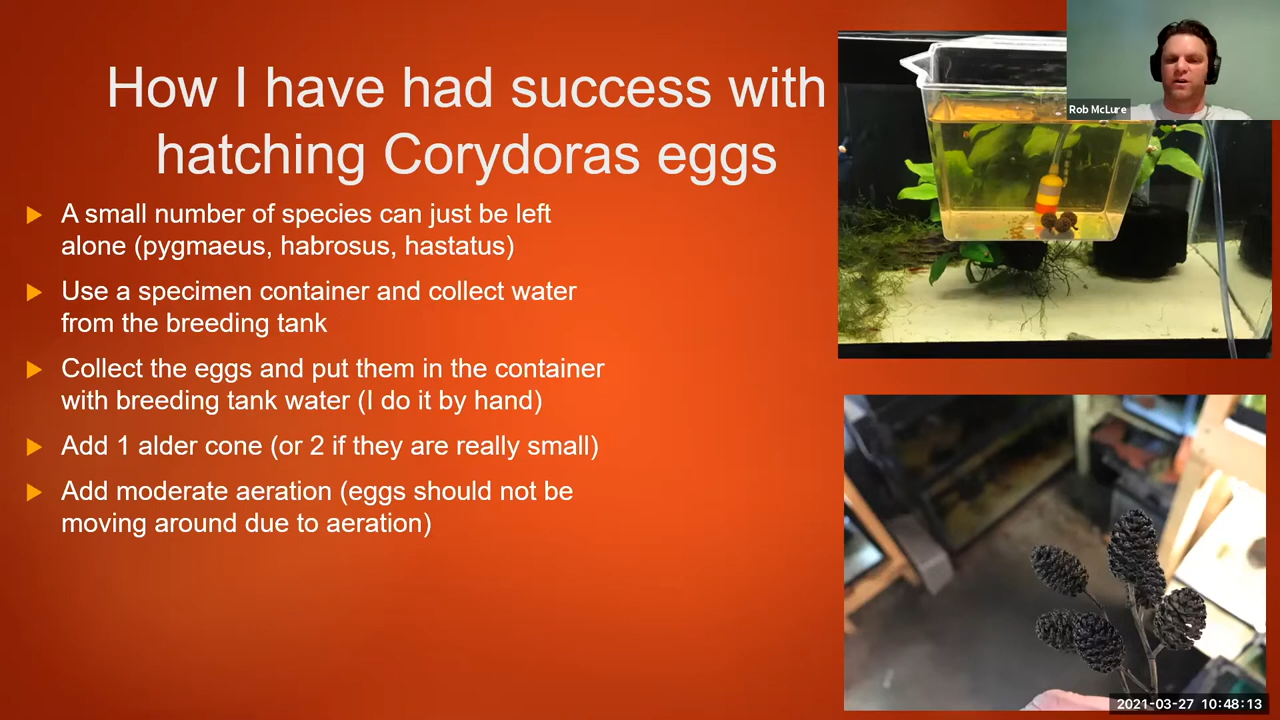 How I have had success with
hatching Corydoras eggs
A small number of species can just be left
alone (pygmaeus, habrosus, hastatus)
Use a specimen container and collect water
from the breeding tank
Collect the eggs and put them in the container
with breeding tank water (I do it by hand)
Add 1 alder cone (or 2 if they are really small)
Add moderate aeration (eggs should not be
moving around due to aeration)
Rob McLure
2021-03-27 10:48:13